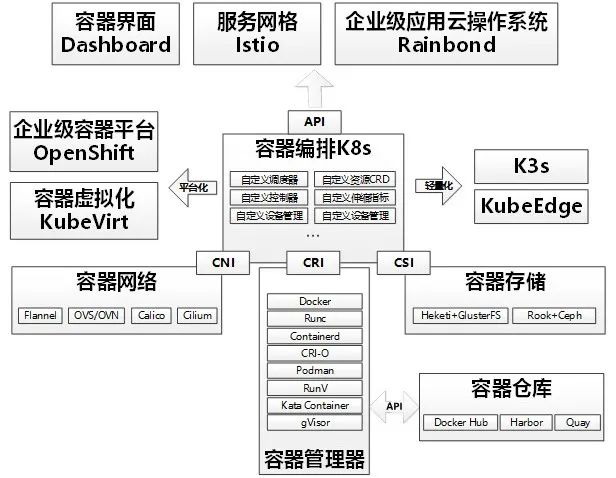 容器界面
Dashboard
服务网格
Istio
企业级应用云操作系统
Rainbond
API
企业级容器平台
OpenShift
容器虚拟化
KubeVirt
平台化
容器编排K8s
自定义调度器
自定义资源CRD
自定义控制器
自定义伸缩指标
自定义设备管理
自定义设备管理
...
轻量化
K3s
KubeEdge
CNI
CRI
CSI
容器网络
Flannel
OVS/OVN
Calico
Cilium
Docker
Runc
Containerd
CRI-O
Podman
RunV
Kata Container
gVisor
容器管理器
容器存储
Heketi+GlusterFS
Rook+Ceph
API
容器仓库
Docker Hub
Harbor
Quay